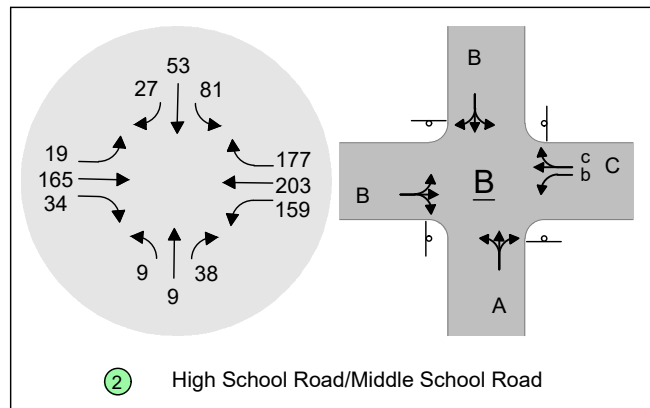 53
27 81
19
165
34
177
203
159
9 38
9
B
c
b C
B
B
A
2 High School Road/Middle School Road